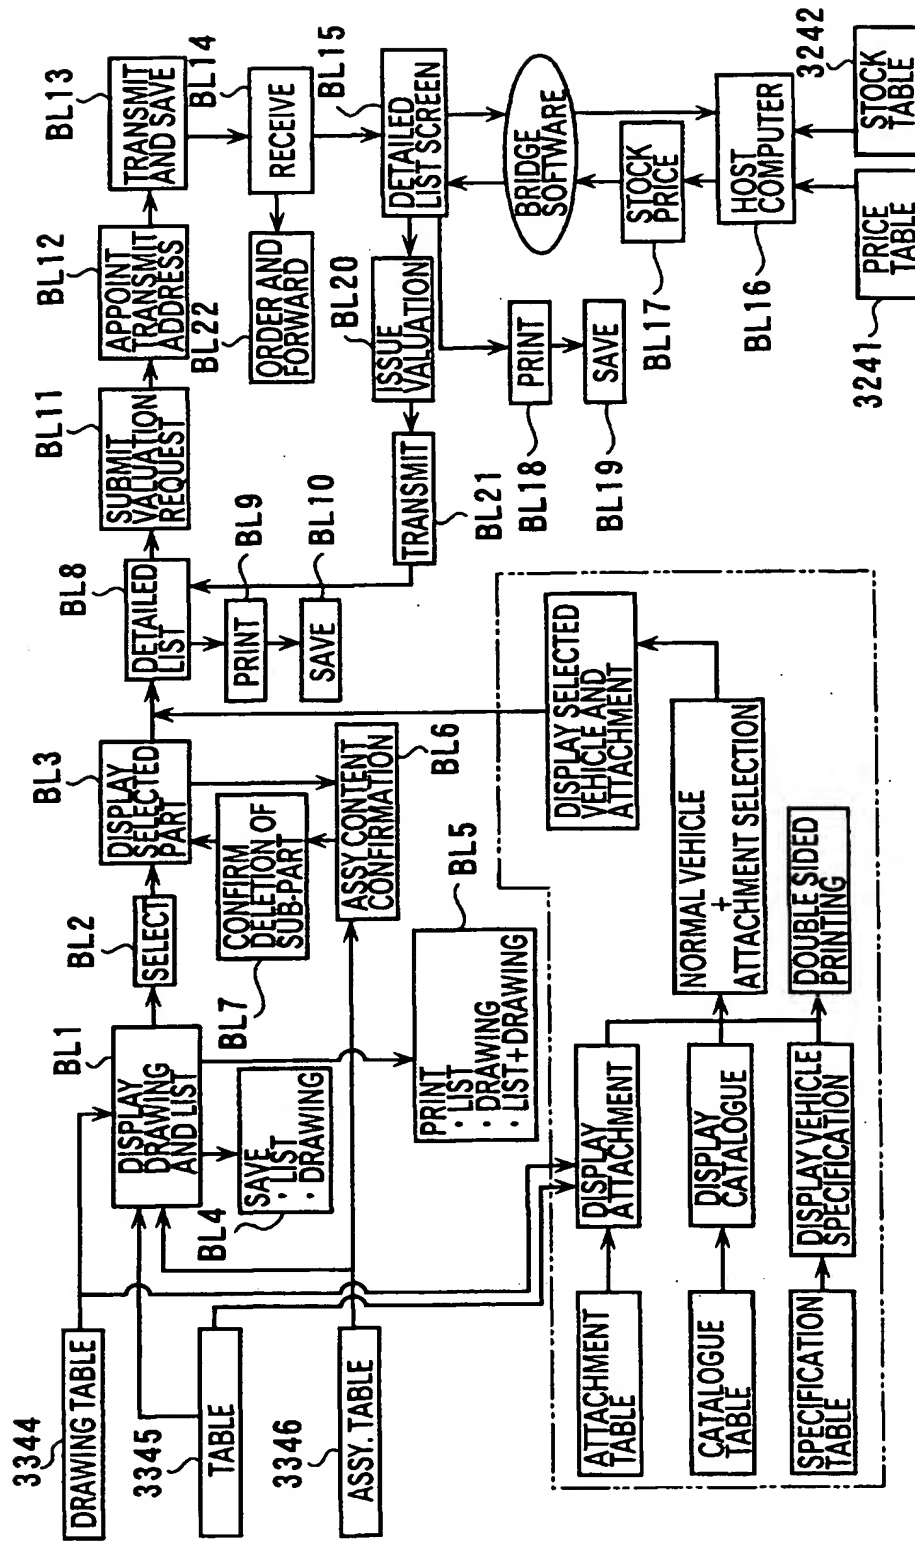 3344
DRAWING TABLE
3345
TABLE
3346
ASSY. TABLE
BL1
DISPLAY
DRAWING
AND LIST
BL2
SELECT
BL3
DISPLAY
SELECTED
PART
BL4
SAVE
・LIST
・DRAWING
BL5
PRINT
・LIST
・DRAWING
・LIST+DRAWING
BL6
ASSY CONTENT
CONFIRMATION
BL7
CONFIRM
DELETION OF
SUB-PART
BL8
DETAILED
LIST
BL9
PRINT
BL10
SAVE
BL11
SUBMIT
VALUATION
REQUEST
BL12
APPOINT
TRANSMIT
ADDRESS
BL13
TRANSMIT
AND SAVE
BL14
RECEIVE
BL22
ORDER AND
FORWARD
BL15
DETAILED
LIST SCREEN
BL20
ISSUE
VALUATION
BL21
TRANSMIT
BL18
PRINT
BL19
SAVE
BRIDGE
SOFTWARE
BL17
STOCK
PRICE
BL16
HOST
COMPUTER
3241
PRICE
TABLE
3242
STOCK
TABLE
ATTACHMENT
TABLE
DISPLAY
ATTACHMENT
CATALOGUE
TABLE
DISPLAY
CATALOGUE
SPECIFICATION
TABLE
DISPLAY VEHICLE
SPECIFICATION
NORMAL VEHICLE
+
ATTACHMENT SELECTION
DOUBLE SIDED
PRINTING
DISPLAY SELECTED
VEHICLE AND
ATTACHMENT